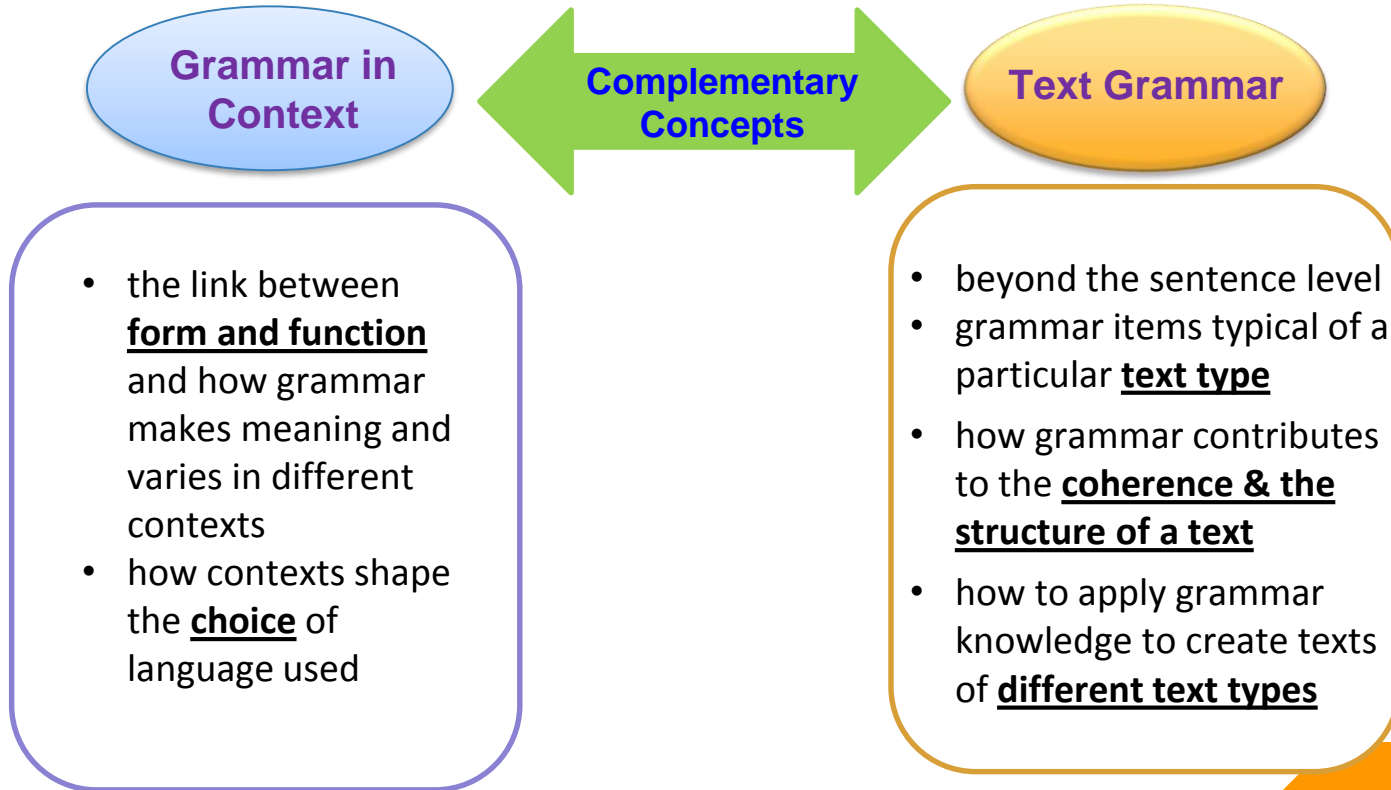 Grammar in
Context
Complementary
Concepts
Text Grammar
• the link between
form and function
and how grammar
makes meaning and
varies in different
contexts
• how contexts shape
the choice of
language used
• beyond the sentence level
• grammar items typical of a
particular text type
• how grammar contributes
to the coherence & the
structure of a text
• how to apply grammar
knowledge to create texts
of different text types